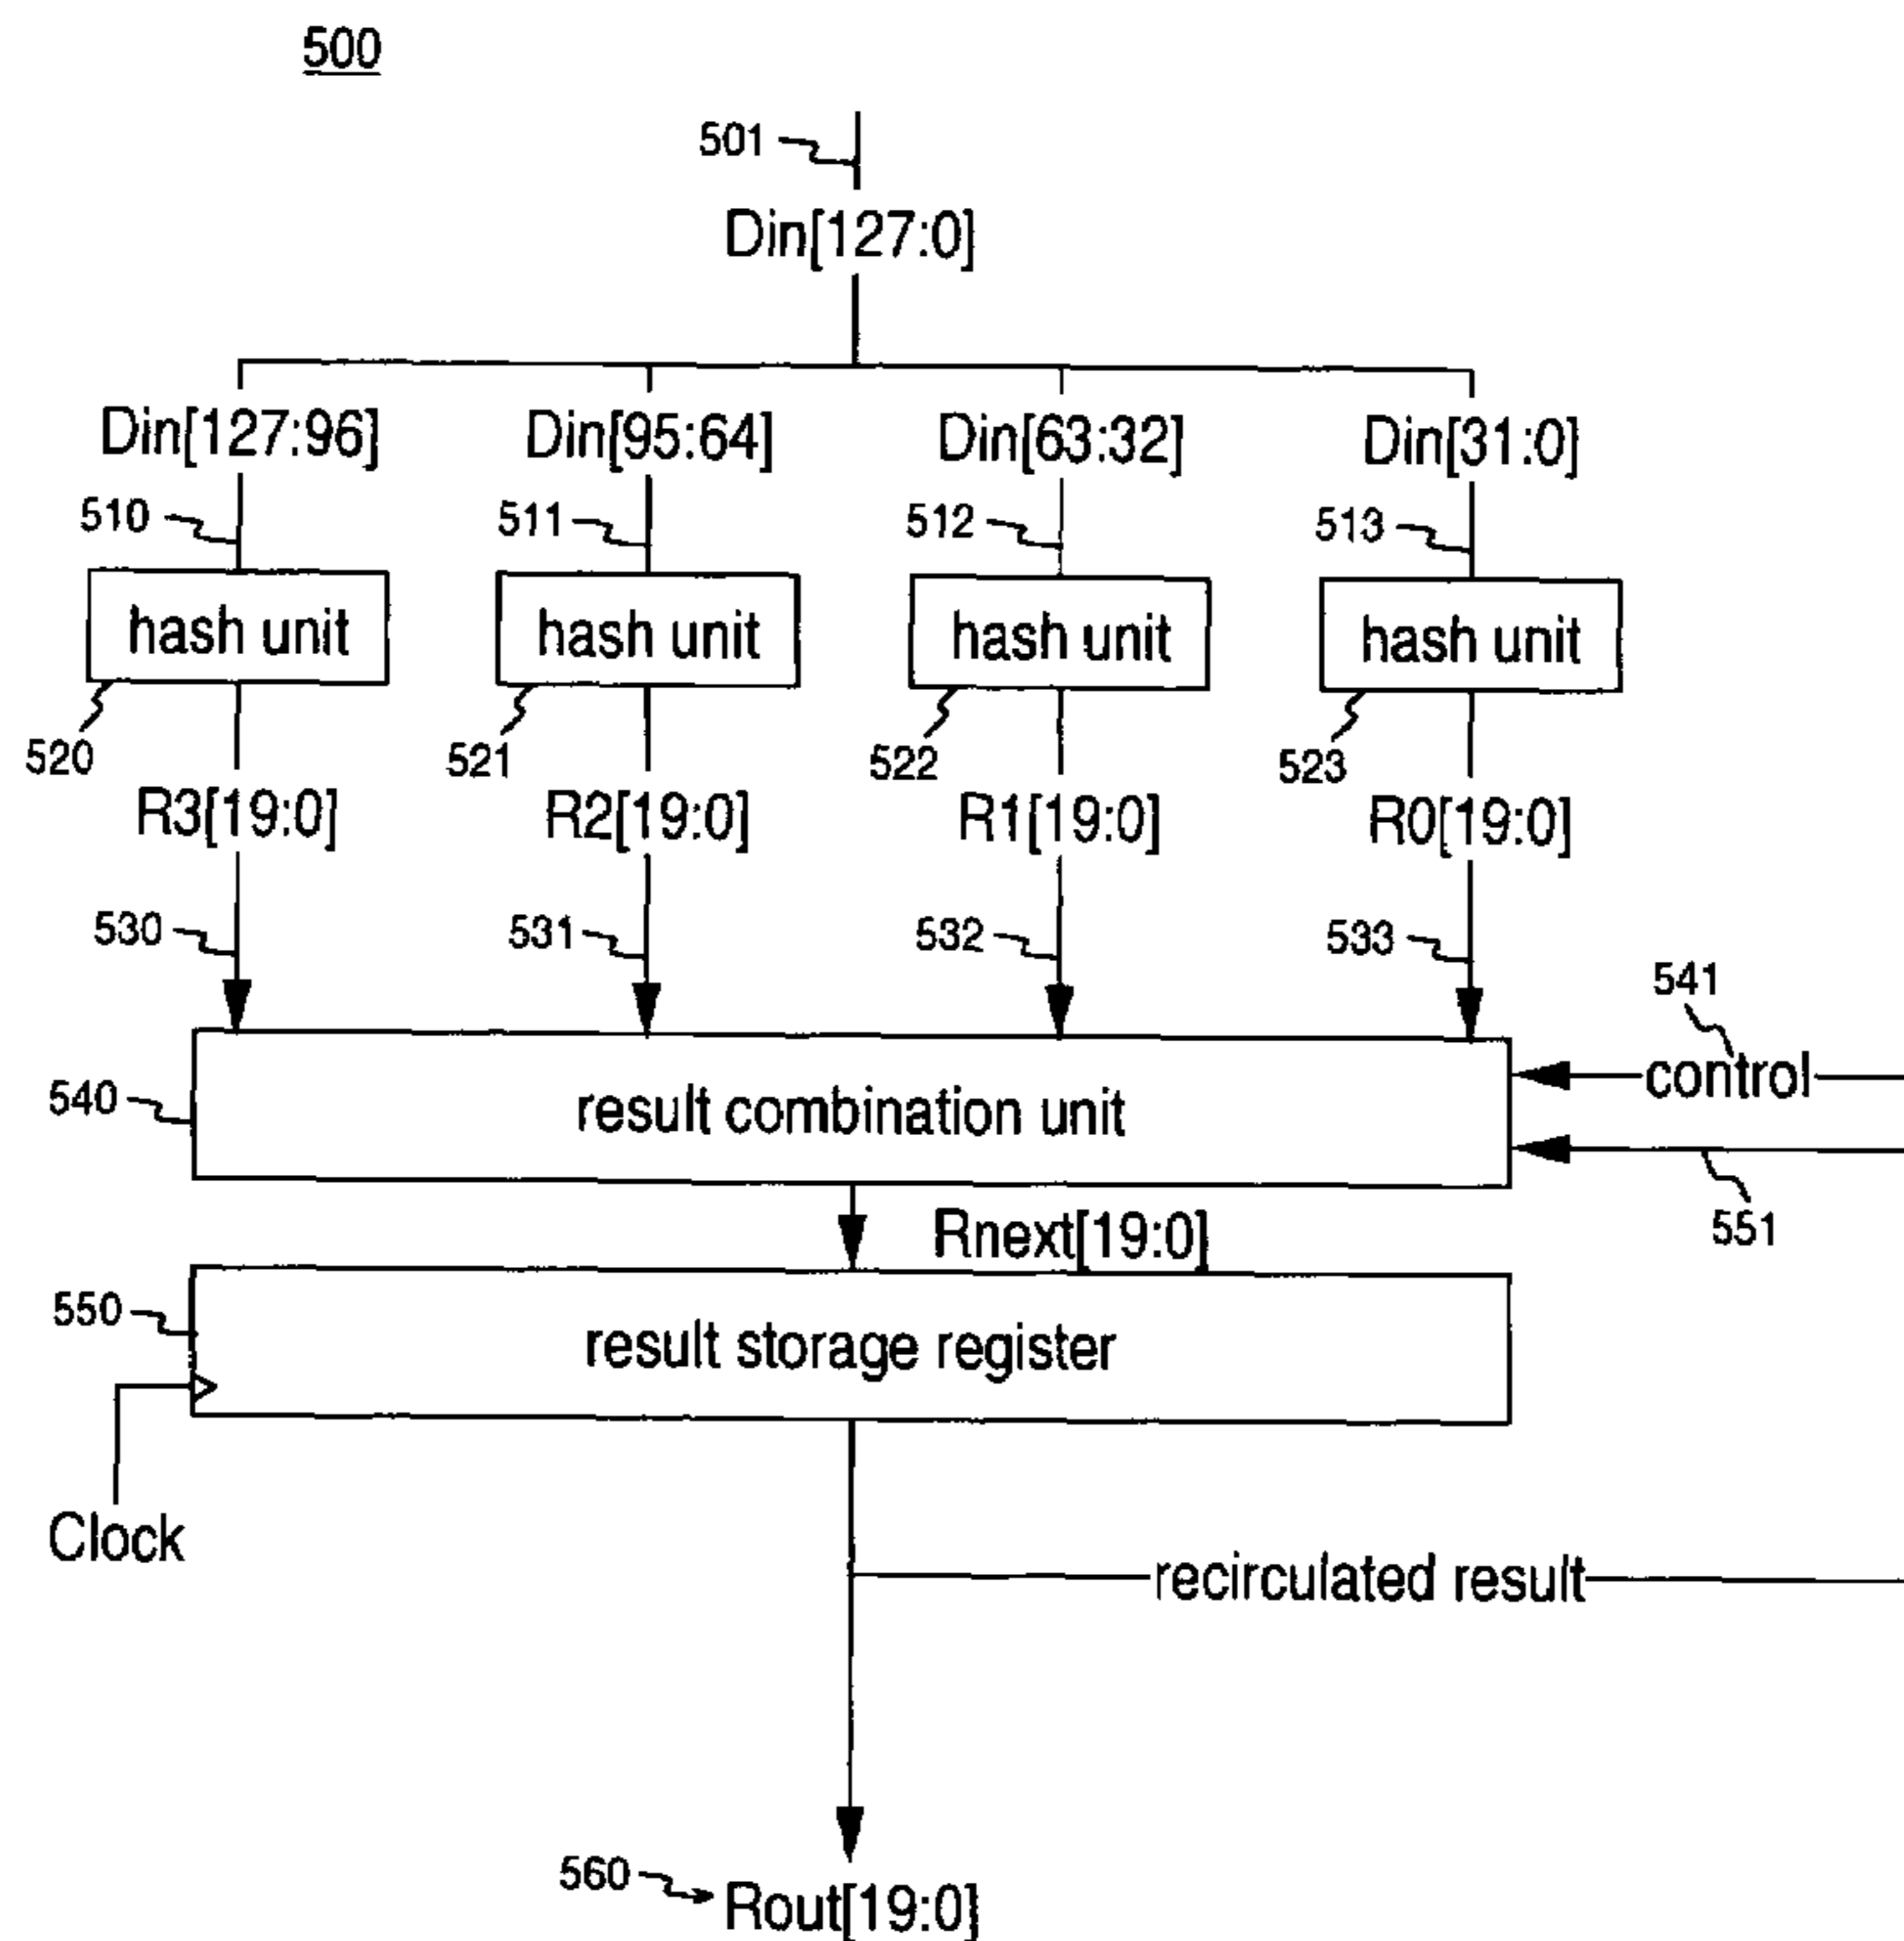 500
501
Din[127:0]
Din[127:96] Din[95:64] Din[63:32] Din[31:0]
510 511 512 513
hash unit hash unit hash unit hash unit
520 521 522 523
R3[19:0] R2[19:0] R1[19:0] R0[19:0]
530 531 532 533
541
control
540 result combination unit
551
Rnext[19:0]
550 result storage register
Clock
recirculated result
560 Rout[19:0]